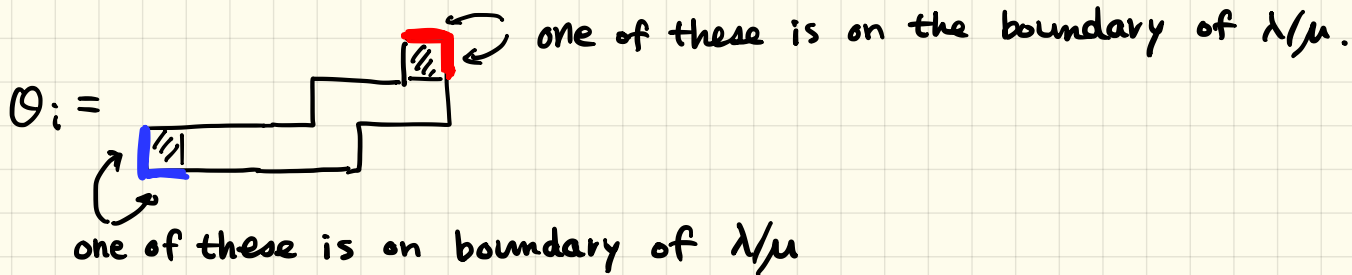 one of these is on the boundary of λ/μ.
Θi =
one of these is on boundary of λ/μ